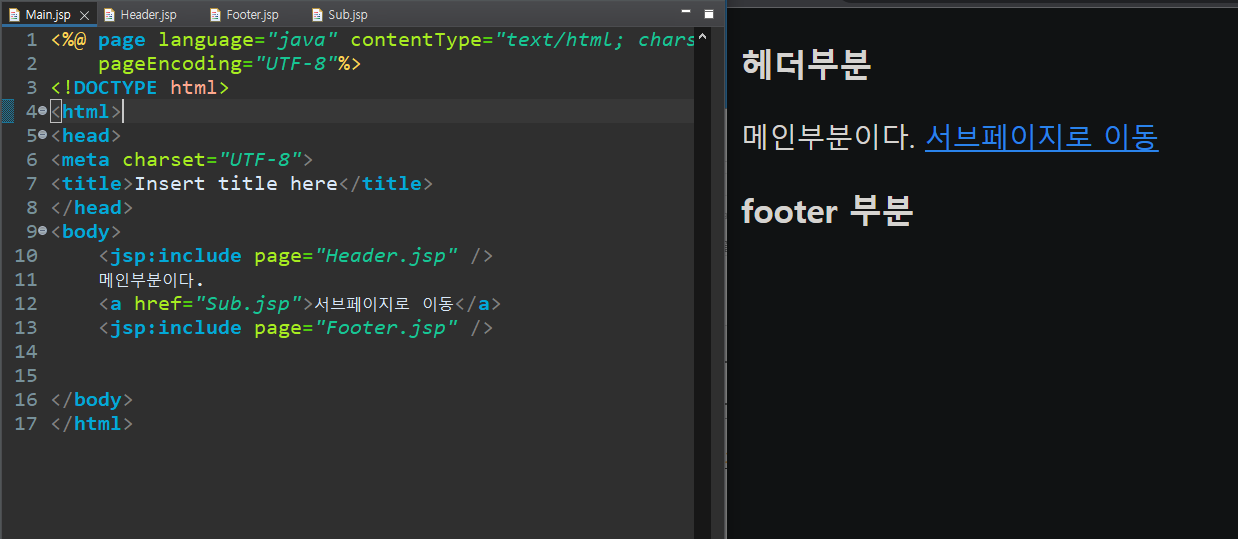 Main.jsp Header.jsp Footer.jsp Sub.jsp
1 <%@ page language="java" contentType="text/html; chars
2 pageEncoding="UTF-8"%>
3 <!DOCTYPE html>
4 <html>
5 <head>
6 <meta charset="UTF-8">
7 <title>Insert title here</title>
8 </head>
9 <body>
10 <jsp:include page="Header.jsp" />
11 메인부분이다.
12 <a href="Sub.jsp">서브페이지로 이동</a>
13 <jsp:include page="Footer.jsp" />
14
15
16 </body>
17 </html>
헤더부분
메인부분이다. 서브페이지로 이동
footer 부분